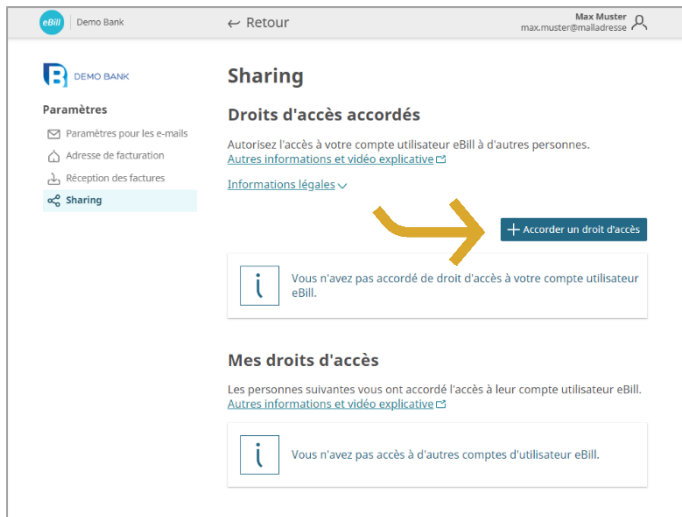 eBill Demo Bank
Retour
Max Muster
max.muster@mailadresse
DEMO BANK
Paramètres
Paramètres pour les e-mails
Adresse de facturation
Réception des factures
Sharing
Sharing
Droits d'accès accordés
Autorisez l'accès à votre compte utilisateur eBill à d'autres personnes.
Autres informations et vidéo explicative
Informations légales
Accorder un droit d'accès
Vous n'avez pas accordé de droit d'accès à votre compte utilisateur
eBill.
Mes droits d'accès
Les personnes suivantes vous ont accordé l'accès à leur compte utilisateur eBill.
Autres informations et vidéo explicative
Vous n'avez pas accès à d'autres comptes d'utilisateur eBill.